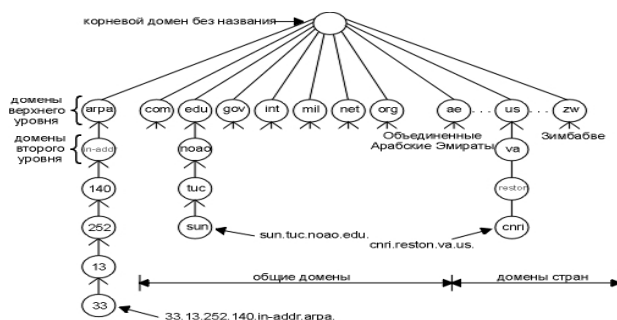 корневой домен без названия
домены
верхнего
уровня
arpa com edu gov int mil net org ae us zw
домены
второго
уровня
in-addr noao Объединенные
Арабские Эмираты va Зимбабве
140 tuc reston
252 sun sun.tuc.noao.edu. cnri
cnri.reston.va.us.
13 общие домены домены стран
33 33.13.252.140.in-addr.arpa.